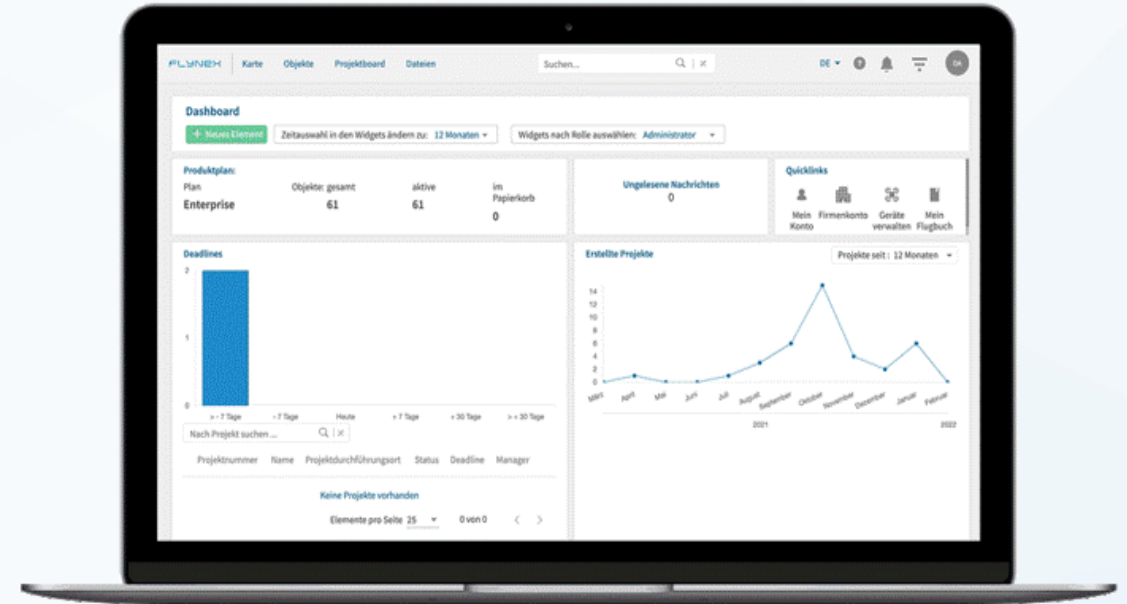 FLYNEX
Karte Objekte Projektboard Dateien
Suchen...
DE
DA
Dashboard
+ Neues Element
Zeitauswahl in den Widgets ändern zu: 12 Monaten
Widgets nach Rolle auswählen: Administrator
Produktplan:
Plan Objekte: gesamt aktive im Papierkorb
Enterprise 61 61 0
Ungelesene Nachrichten
0
Quicklinks
Mein Konto
Firmenkonto
Geräte verwalten
Mein Flugbuch
Deadlines
2
1
0
> - 7 Tage - 7 Tage Heute + 7 Tage + 30 Tage > + 30 Tage
Nach Projekt suchen ...
Projektnummer Name Projektdurchführungsort Status Deadline Manager
Keine Projekte vorhanden
Elemente pro Seite 25 0 von 0
Erstellte Projekte
Projekte seit : 12 Monaten
14
12
10
8
6
4
2
0
März April Mai Juni Juli August September Oktober November Dezember Januar Februar
2021 2022